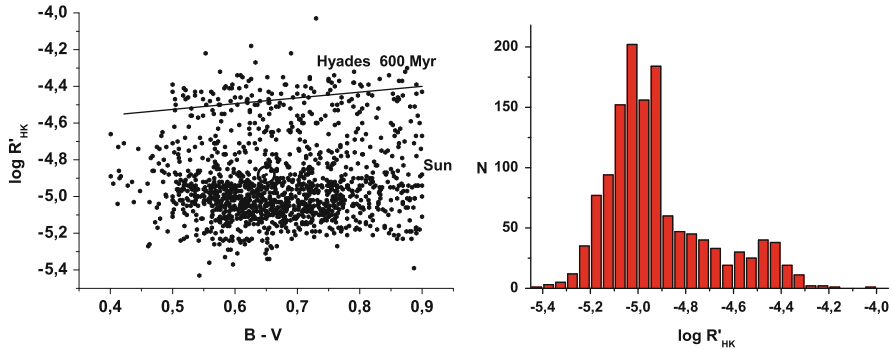 -4,0
-4,2
-4,4
-4,6
-4,8
-5,0
-5,2
-5,4
log R'HK
Hyades 600 Myr
Sun
0,4 0,5 0,6 0,7 0,8 0,9
B - V
200
150
100
50
0
N
-5,4 -5,2 -5,0 -4,8 -4,6 -4,4 -4,2 -4,0
log R'HK